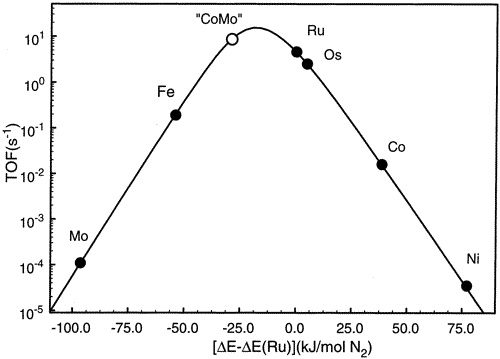 "CoMo"
Ru
Os
Fe
Co
Mo
Ni
TOF(s⁻¹)
10¹
10⁰
10⁻¹
10⁻²
10⁻³
10⁻⁴
10⁻⁵
-100.0 -75.0 -50.0 -25.0 0.0 25.0 50.0 75.0
[ΔE-ΔE(Ru)](kJ/mol N₂)